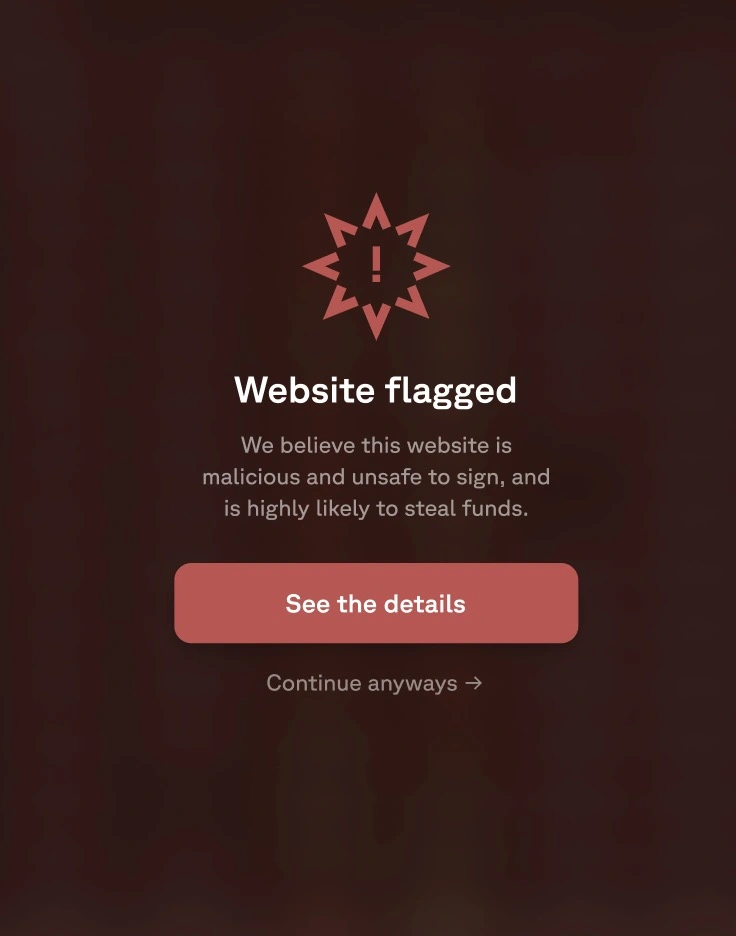 !
Website flagged
We believe this website is
malicious and unsafe to sign, and
is highly likely to steal funds.
See the details
Continue anyways →